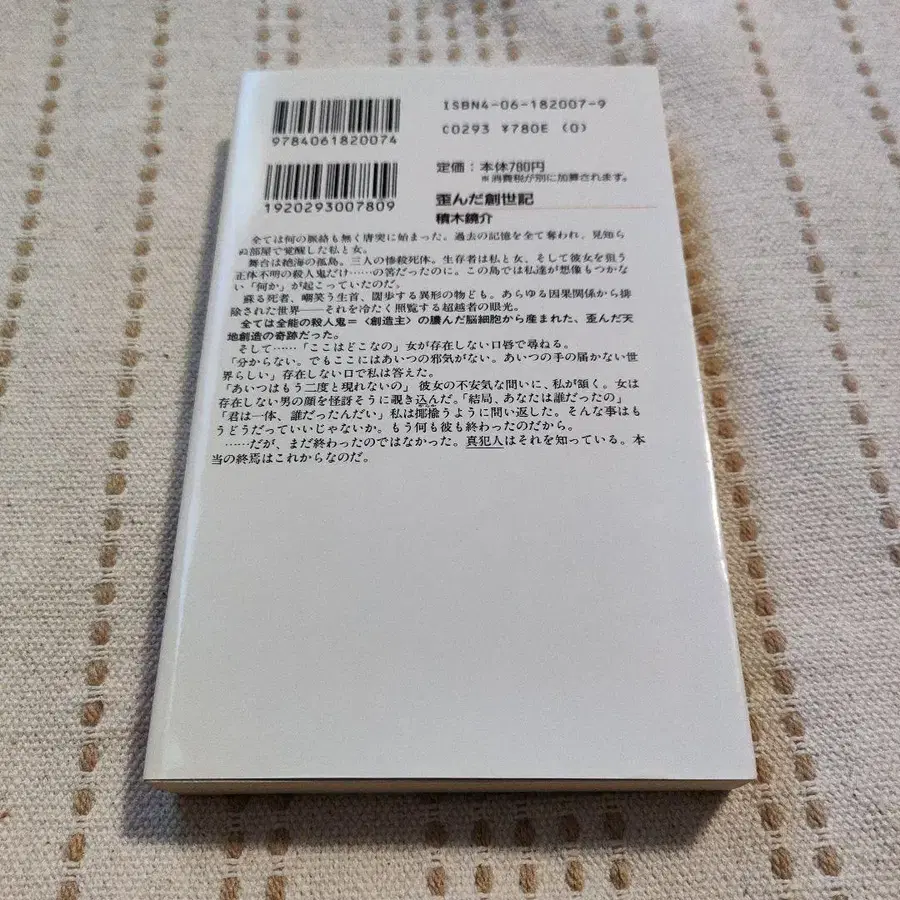 9784061820074
1920293007809
ISBN4-06-182007-9
C0293 ¥780E (0)
定価：本体780円
※消費税が別に加算されます。
歪んだ創世記
積木鏡介
全ては何の脈絡も無く唐突に始まった。過去の記憶を全て奪われ、見知ら
ぬ部屋で覚醒した私と女。
舞台は絶海の孤島。三人の惨殺死体。生存者は私と女、そして彼女を狙う
正体不明の殺人鬼だけ……の筈だったのに。この島では私達が想像もつかな
い「何か」が起こっていたのだ。
蘇る死者、嘲笑う生首、闊歩する異形の物ども。あらゆる因果関係から排
除された世界――それを冷たく照覧する超越者の眼光。
全ては全能の殺人鬼＝〈創造主〉の膿んだ脳細胞から産まれた、歪んだ天
地創造の奇跡だった。
そして……「ここはどこなの」女が存在しない口唇で尋ねる。
「分からない。でもここにはあいつの邪気がない。あいつの手の届かない世
界らしい」存在しない口で私は答えた。
「あいつはもう二度と現れないの」彼女の不安気な問いに、私が頷く。女は
存在しない男の顔を怪訝そうに覗き込んだ。「結局、あなたは誰だったの」
「君は一体、誰だったんだい」私は揶揄うように問い返した。そんな事はも
うどうだっていいじゃないか。もう何も彼も終わったのだから。
……だが、まだ終わったのではなかった。真犯人はそれを知っている。本
当の終焉はこれからなのだ。